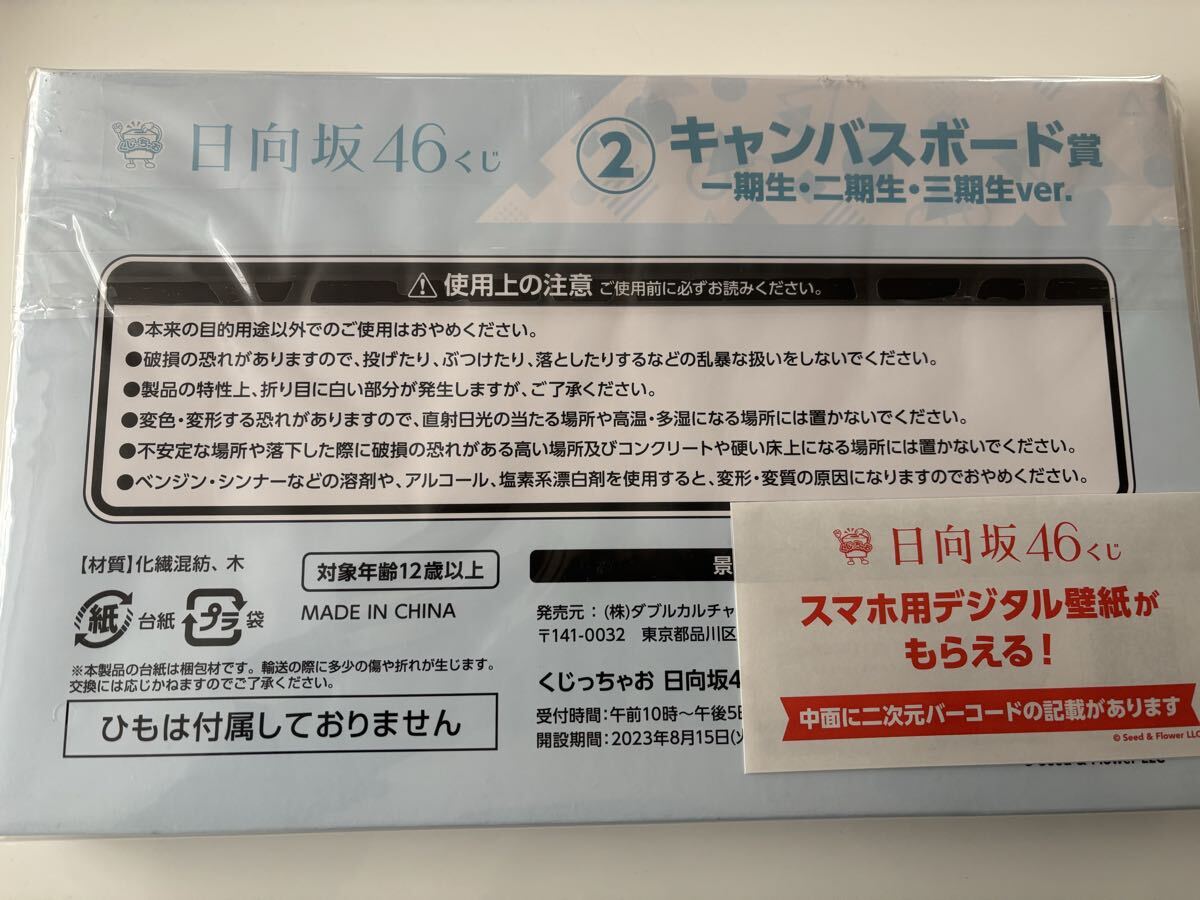 日向坂46くじ
② キャンバスボード賞
一期生・二期生・三期生ver.
使用上の注意 ご使用前に必ずお読みください。
●本来の目的用途以外でのご使用はおやめください。
●破損の恐れがありますので、投げたり、ぶつけたり、落としたりするなどの乱暴な扱いをしないでください。
●製品の特性上、折り目に白い部分が発生しますが、ご了承ください。
●変色・変形する恐れがありますので、直射日光の当たる場所や高温・多湿になる場所には置かないでください。
●不安定な場所や落下した際に破損の恐れがある高い場所及びコンクリートや硬い床上になる場所には置かないでください。
●ベンジン・シンナーなどの溶剤や、アルコール、塩素系漂白剤を使用すると、変形・変質の原因になりますのでおやめください。
【材質】化繊混紡、木
対象年齢12歳以上
紙 台紙 プラ 袋
MADE IN CHINA
※本製品の台紙は梱包材です。輸送の際に多少の傷や折れが生じます。
交換には応じかねますのでご了承ください。
ひもは付属しておりません
景
発売元：(株)ダブルカルチャ
〒141-0032 東京都品川区
くじっちゃお 日向坂4
受付時間：午前10時～午後5
開設期間：2023年8月15日(
日向坂46くじ
スマホ用デジタル壁紙が
もらえる！
中面に二次元バーコードの記載があります
© Seed & Flower LLC